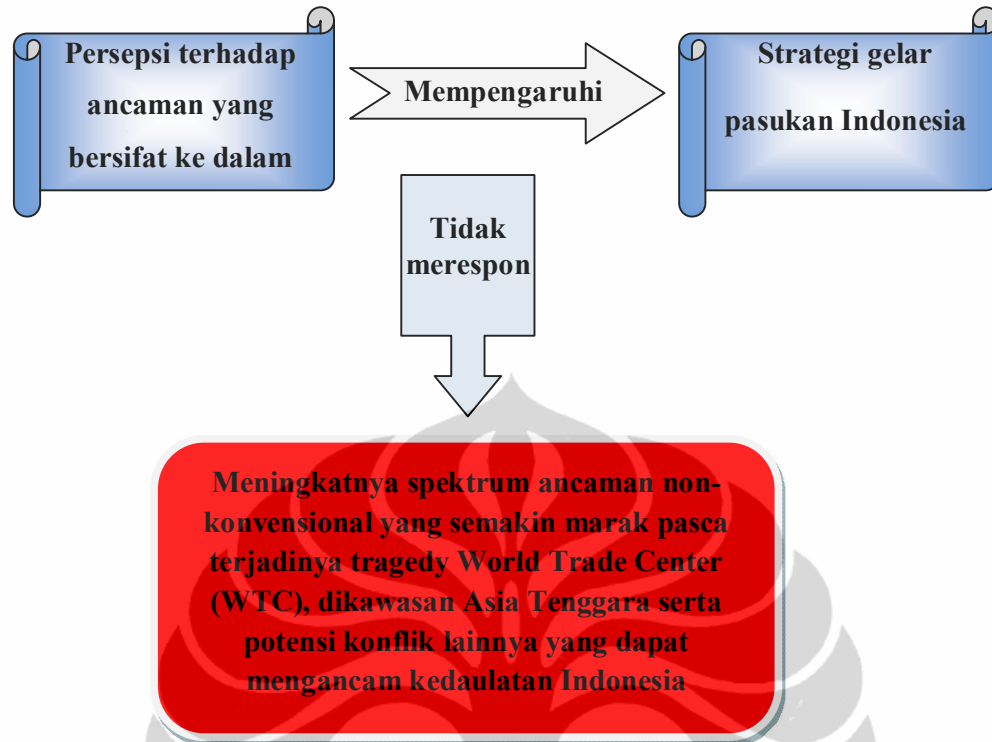 Persepsi terhadap
ancaman yang
bersifat ke dalam
Mempengaruhi
Strategi gelar
pasukan Indonesia
Tidak
merespon
Meningkatnya spektrum ancaman non-
konvensional yang semakin marak pasca
terjadinya tragedy World Trade Center
(WTC), dikawasan Asia Tenggara serta
potensi konflik lainnya yang dapat
mengancam kedaulatan Indonesia